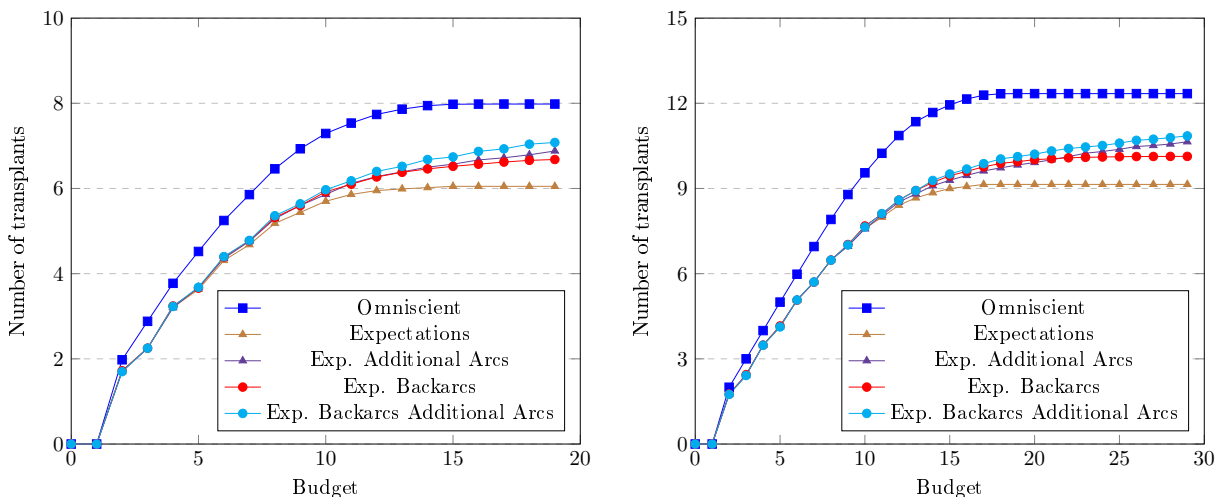 10
8
6
4
2
0
Number of transplants
Omniscient
Expectations
Exp. Additional Arcs
Exp. Backarcs
Exp. Backarcs Additional Arcs
0 5 10 15 20
Budget
15
12
9
6
3
0
Number of transplants
Omniscient
Expectations
Exp. Additional Arcs
Exp. Backarcs
Exp. Backarcs Additional Arcs
0 5 10 15 20 25 30
Budget